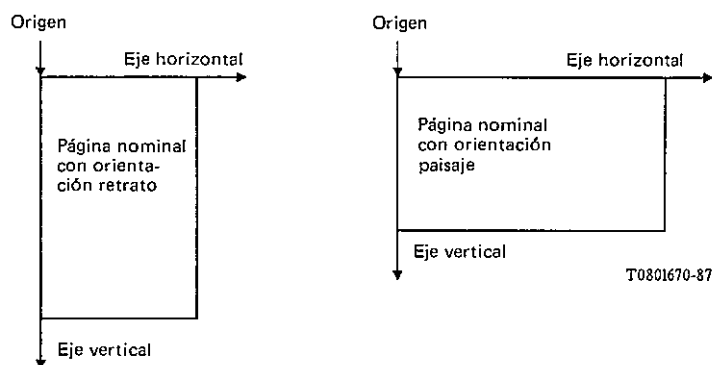 Origen
Eje horizontal
Página nominal
con orienta-
ción retrato
Eje vertical
Origen
Eje horizontal
Página nominal
con orientación
paisaje
Eje vertical
T0801670-87